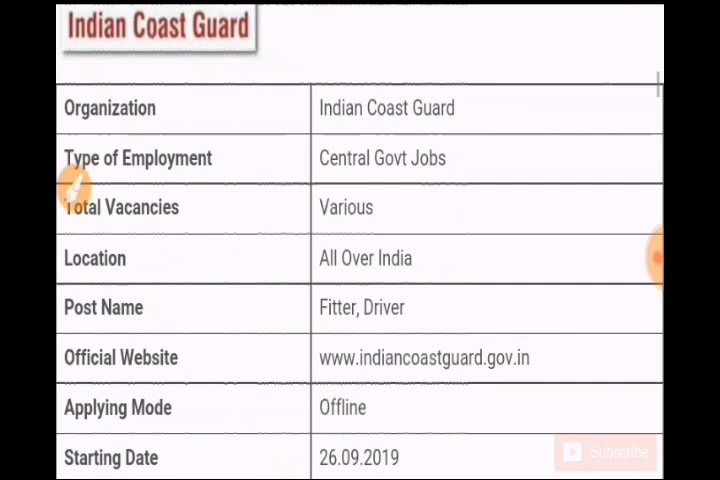 Indian Coast Guard
Organization Indian Coast Guard
Type of Employment Central Govt Jobs
Total Vacancies Various
Location All Over India
Post Name Fitter, Driver
Official Website www.indiancoastguard.gov.in
Applying Mode Offline
Starting Date 26.09.2019
Subscribe